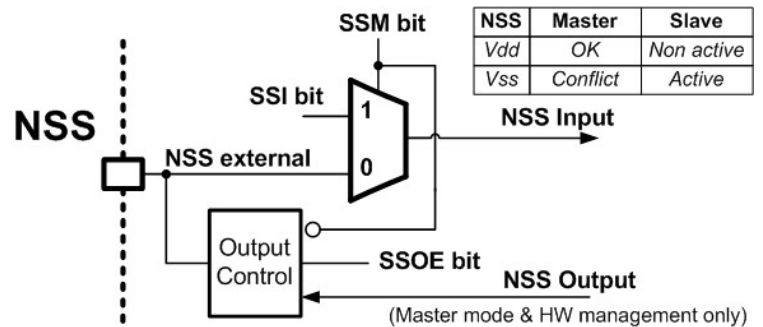 SSM bit
NSS Master Slave
Vdd OK Non active
Vss Conflict Active
SSI bit
1
NSS Input
NSS
NSS external
0
Output
Control
SSOE bit
NSS Output
(Master mode & HW management only)